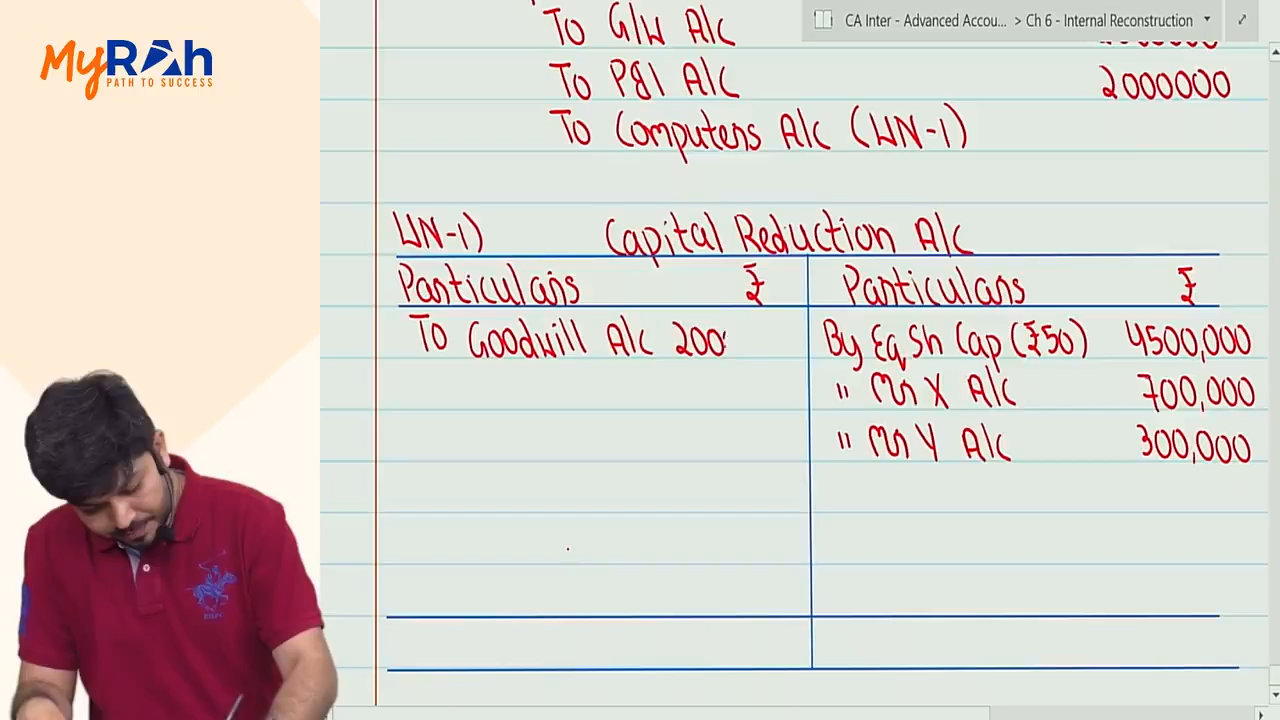 CA Inter - Advanced Accou... > Ch 6 - Internal Reconstruction
MyRah
PATH TO SUCCESS
To G/W A/c
To P&l A/c 2000000
To Computers A/c (WN-1)
WN-1) Capital Reduction A/c
Particulars ₹ Particulars ₹
To Goodwill A/c 200 By Eq Sh Cap (₹50) 4500,000
" Mr X A/c 700,000
" Mr Y A/c 300,000